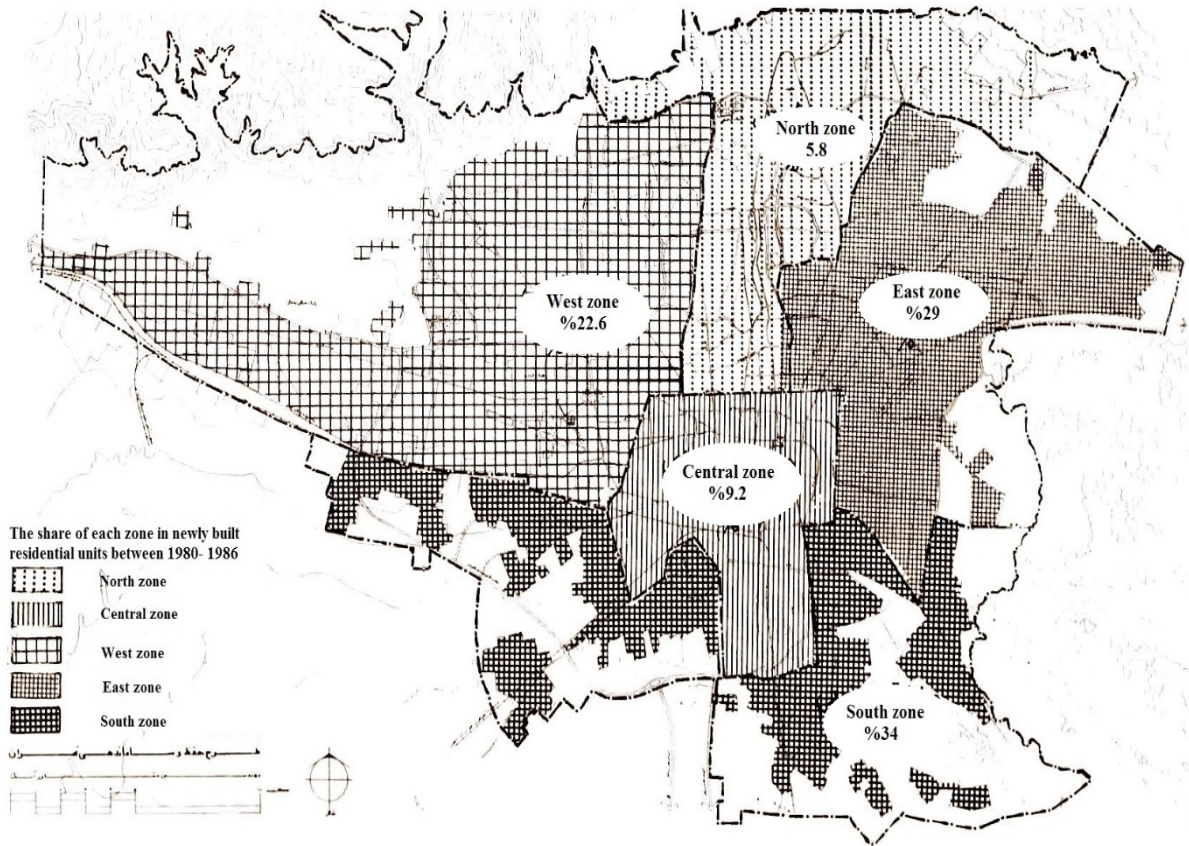 North zone
5.8
West zone
%22.6
East zone
%29
Central zone
%9.2
South zone
%34
The share of each zone in newly built
residential units between 1980- 1986
North zone
Central zone
West zone
East zone
South zone